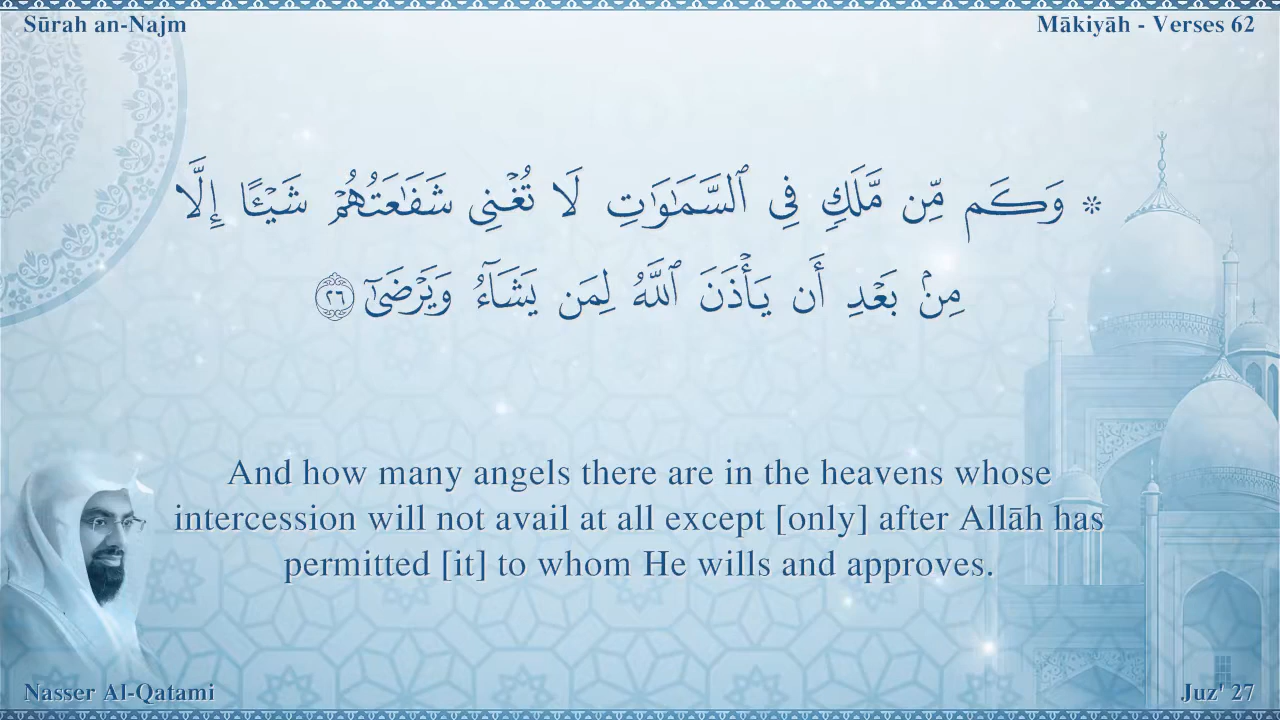 Sūrah an-Najm
Mākiyāh - Verses 62
۞ وَكَم مِّن مَّلَكٍ فِى ٱلسَّمَـٰوَٰتِ لَا تُغْنِى شَفَـٰعَتُهُمْ شَيْـًٔا إِلَّا
مِنۢ بَعْدِ أَن يَأْذَنَ ٱللَّهُ لِمَن يَشَآءُ وَيَرْضَىٰٓ ٢٦
And how many angels there are in the heavens whose
intercession will not avail at all except [only] after Allāh has
permitted [it] to whom He wills and approves.
Nasser Al-Qatami
Juz' 27